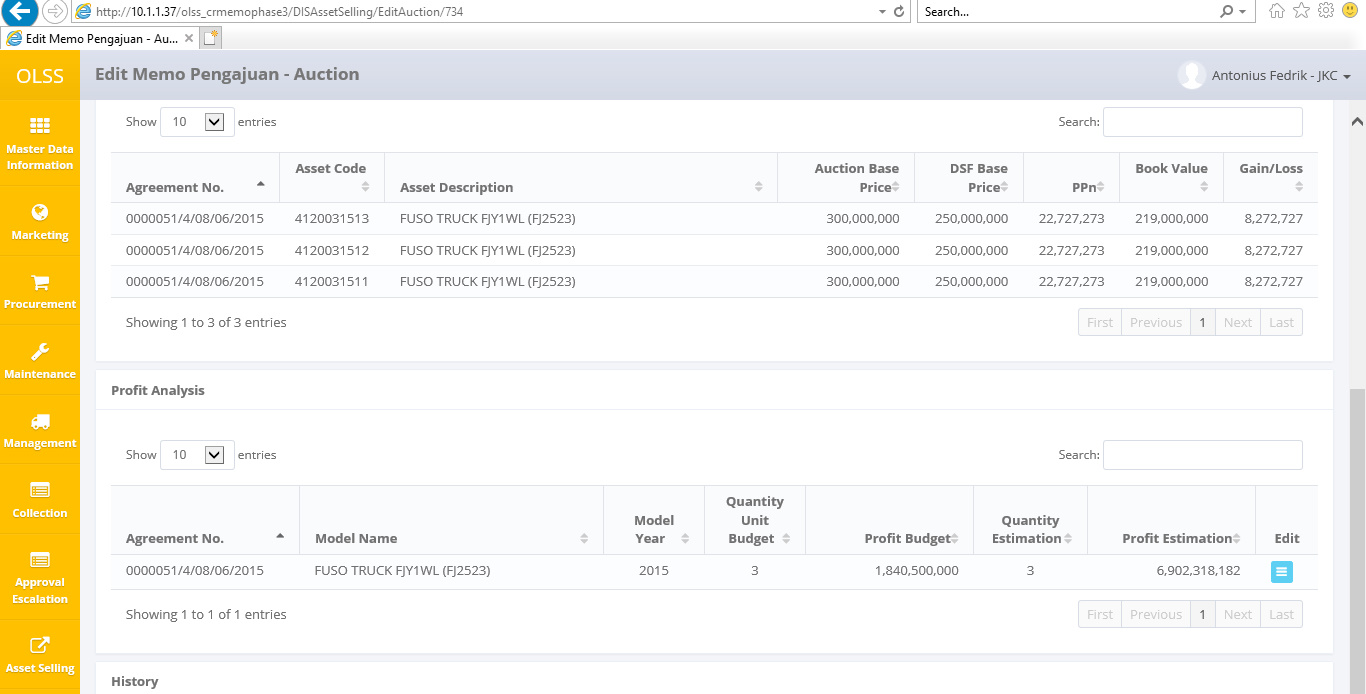 http://10.1.1.37/olss_crmemophase3/DISAssetSelling/EditAuction/734
Search...
Edit Memo Pengajuan - Au...
OLSS
Edit Memo Pengajuan - Auction
Antonius Fedrik - JKC
Master Data
Information
Marketing
Procurement
Maintenance
Management
Collection
Approval
Escalation
Asset Selling
Show 10 entries
Search:
Agreement No. Asset Code Asset Description Auction Base Price DSF Base Price PPn Book Value Gain/Loss
0000051/4/08/06/2015 4120031513 FUSO TRUCK FJY1WL (FJ2523) 300,000,000 250,000,000 22,727,273 219,000,000 8,272,727
0000051/4/08/06/2015 4120031512 FUSO TRUCK FJY1WL (FJ2523) 300,000,000 250,000,000 22,727,273 219,000,000 8,272,727
0000051/4/08/06/2015 4120031511 FUSO TRUCK FJY1WL (FJ2523) 300,000,000 250,000,000 22,727,273 219,000,000 8,272,727
Showing 1 to 3 of 3 entries
First Previous 1 Next Last
Profit Analysis
Show 10 entries
Search:
Agreement No. Model Name Model Year Quantity Unit Budget Profit Budget Quantity Estimation Profit Estimation Edit
0000051/4/08/06/2015 FUSO TRUCK FJY1WL (FJ2523) 2015 3 1,840,500,000 3 6,902,318,182
Showing 1 to 1 of 1 entries
First Previous 1 Next Last
History